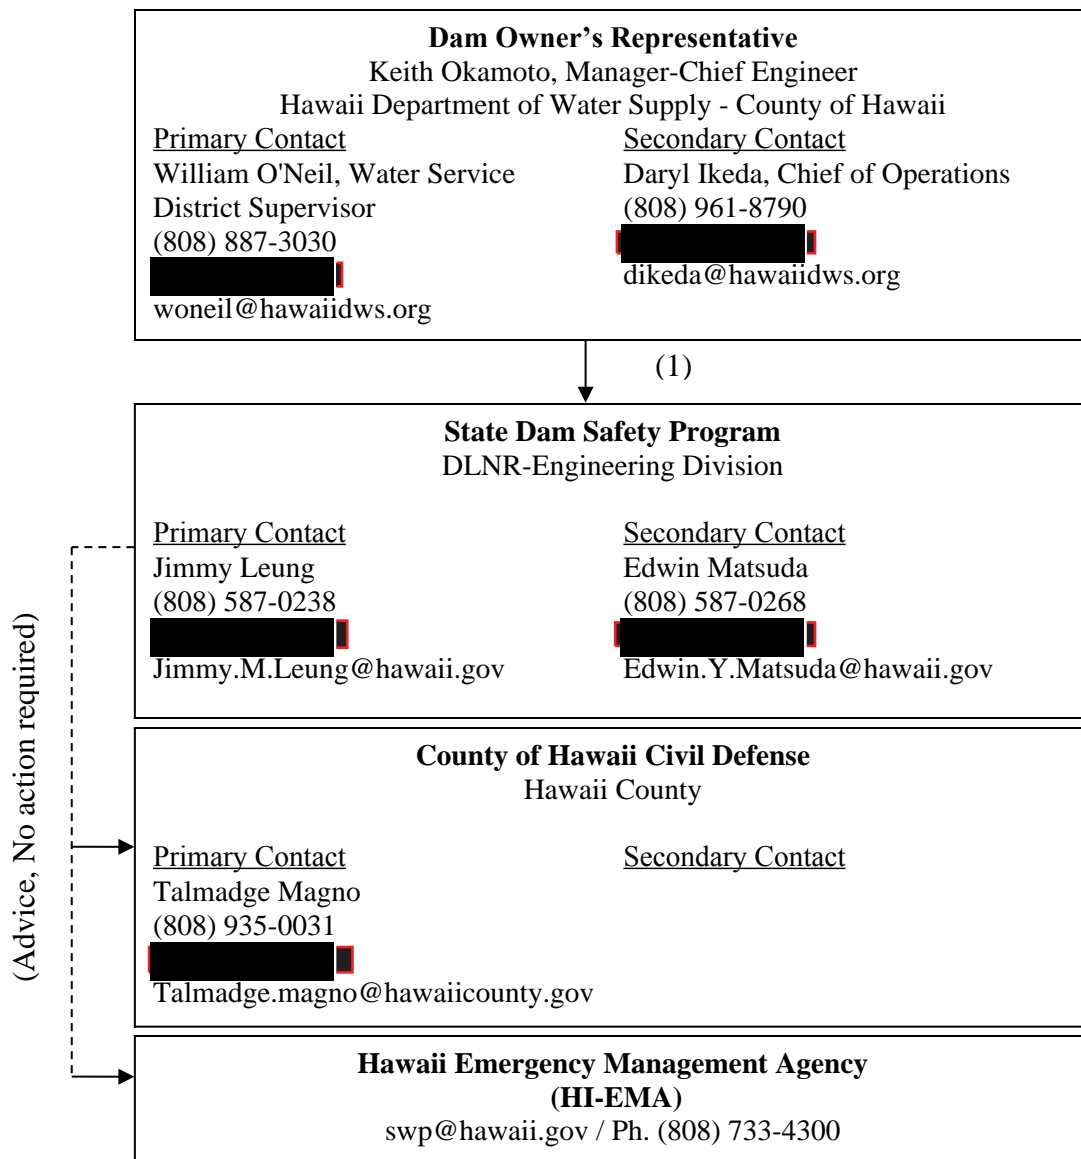 Dam Owner's Representative
Keith Okamoto, Manager-Chief Engineer
Hawaii Department of Water Supply - County of Hawaii
Primary Contact
William O'Neil, Water Service
District Supervisor
(808) 887-3030
woneil@hawaiidws.org
Secondary Contact
Daryl Ikeda, Chief of Operations
(808) 961-8790
dikeda@hawaiidws.org
(1)
State Dam Safety Program
DLNR-Engineering Division
Primary Contact
Jimmy Leung
(808) 587-0238
Jimmy.M.Leung@hawaii.gov
Secondary Contact
Edwin Matsuda
(808) 587-0268
Edwin.Y.Matsuda@hawaii.gov
(Advice, No action required)
County of Hawaii Civil Defense
Hawaii County
Primary Contact
Talmadge Magno
(808) 935-0031
Talmadge.magno@hawaiicounty.gov
Secondary Contact
Hawaii Emergency Management Agency
(HI-EMA)
swp@hawaii.gov / Ph. (808) 733-4300